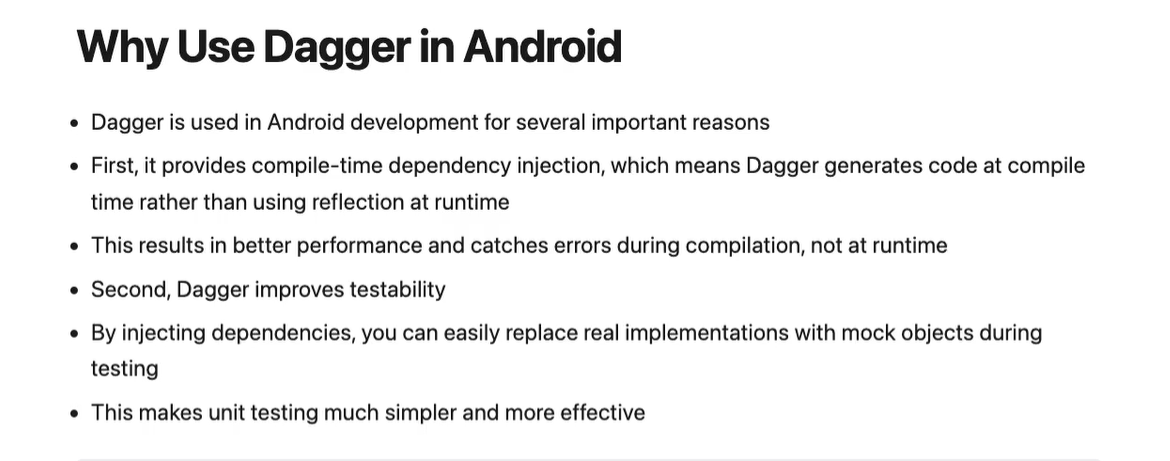 Why Use Dagger in Android
• Dagger is used in Android development for several important reasons
• First, it provides compile-time dependency injection, which means Dagger generates code at compile
time rather than using reflection at runtime
• This results in better performance and catches errors during compilation, not at runtime
• Second, Dagger improves testability
• By injecting dependencies, you can easily replace real implementations with mock objects during
testing
• This makes unit testing much simpler and more effective